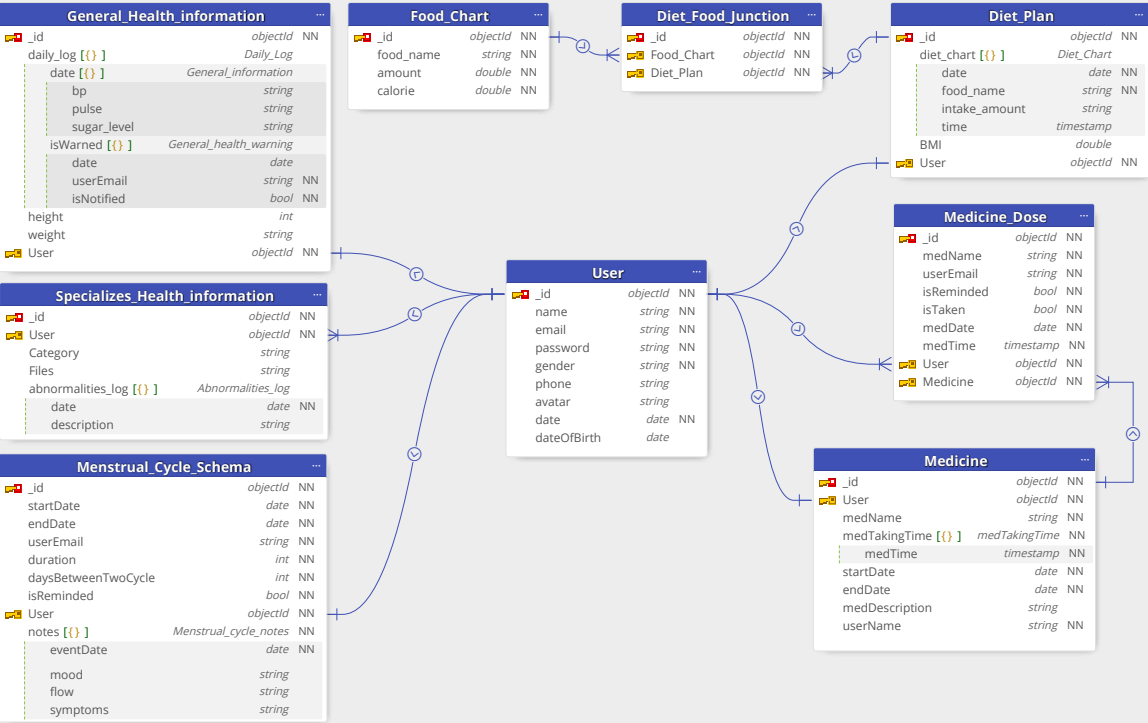 General_Health_information ...
_id objectId NN
daily_log [{} ] Daily_Log
date [{} ] General_information
bp string
pulse string
sugar_level string
isWarned [{} ] General_health_warning
date date
userEmail string NN
isNotified bool NN
height int
weight string
User objectId NN
Specializes_Health_information ...
_id objectId NN
User objectId NN
Category string
Files string
abnormalities_log [{} ] Abnormalities_log
date date NN
description string
Menstrual_Cycle_Schema ...
_id objectId NN
startDate date NN
endDate date NN
userEmail string NN
duration int NN
daysBetweenTwoCycle int NN
isReminded bool NN
User objectId NN
notes [{} ] Menstrual_cycle_notes NN
eventDate date NN
mood string
flow string
symptoms string
Food_Chart ...
_id objectId NN
food_name string NN
amount double NN
calorie double NN
Diet_Food_Junction ...
_id objectId NN
Food_Chart objectId NN
Diet_Plan objectId NN
User ...
_id objectId NN
name string NN
email string NN
password string NN
gender string NN
phone string
avatar string
date date NN
dateOfBirth date
Diet_Plan ...
_id objectId NN
diet_chart [{} ] Diet_Chart
date date NN
food_name string NN
intake_amount string
time timestamp
BMI double
User objectId NN
Medicine_Dose ...
_id objectId NN
medName string NN
userEmail string NN
isReminded bool NN
isTaken bool NN
medDate date NN
medTime timestamp NN
User objectId NN
Medicine objectId NN
Medicine ...
_id objectId NN
User objectId NN
medName string NN
medTakingTime [{} ] medTakingTime NN
medTime timestamp NN
startDate date NN
endDate date NN
medDescription string
userName string NN